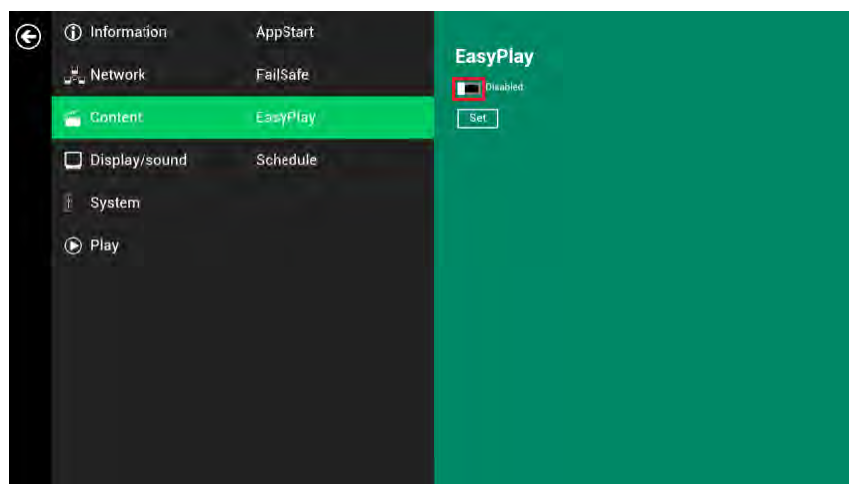 Information
Network
Content
Display/sound
System
Play
AppStart
FailSafe
EasyPlay
Schedule
EasyPlay
Disabled
Set